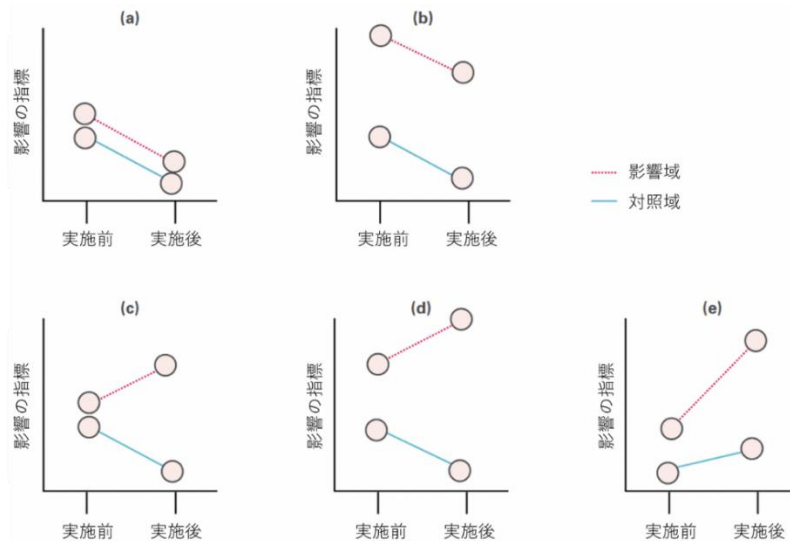 (a)
影響の指標
実施前
実施後
(b)
影響の指標
実施前
実施後
影響域
対照域
(c)
影響の指標
実施前
実施後
(d)
影響の指標
実施前
実施後
(e)
影響の指標
実施前
実施後